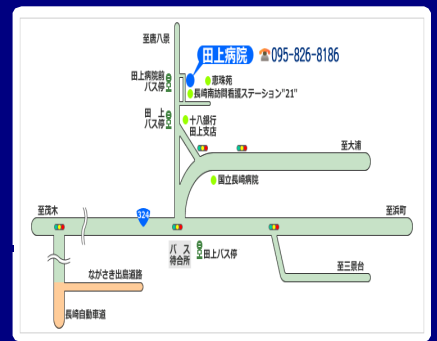 至唐八景
田上病院
☎095-826-8186
田上病院前
バス停
恵珠苑
長崎南訪問看護ステーション"21"
田 上
バス停
十八銀行
田上支店
至大浦
国立長崎病院
至茂木
324
至浜町
バス
待合所
田上バス停
至三景台
ながさき出島道路
長崎自動車道